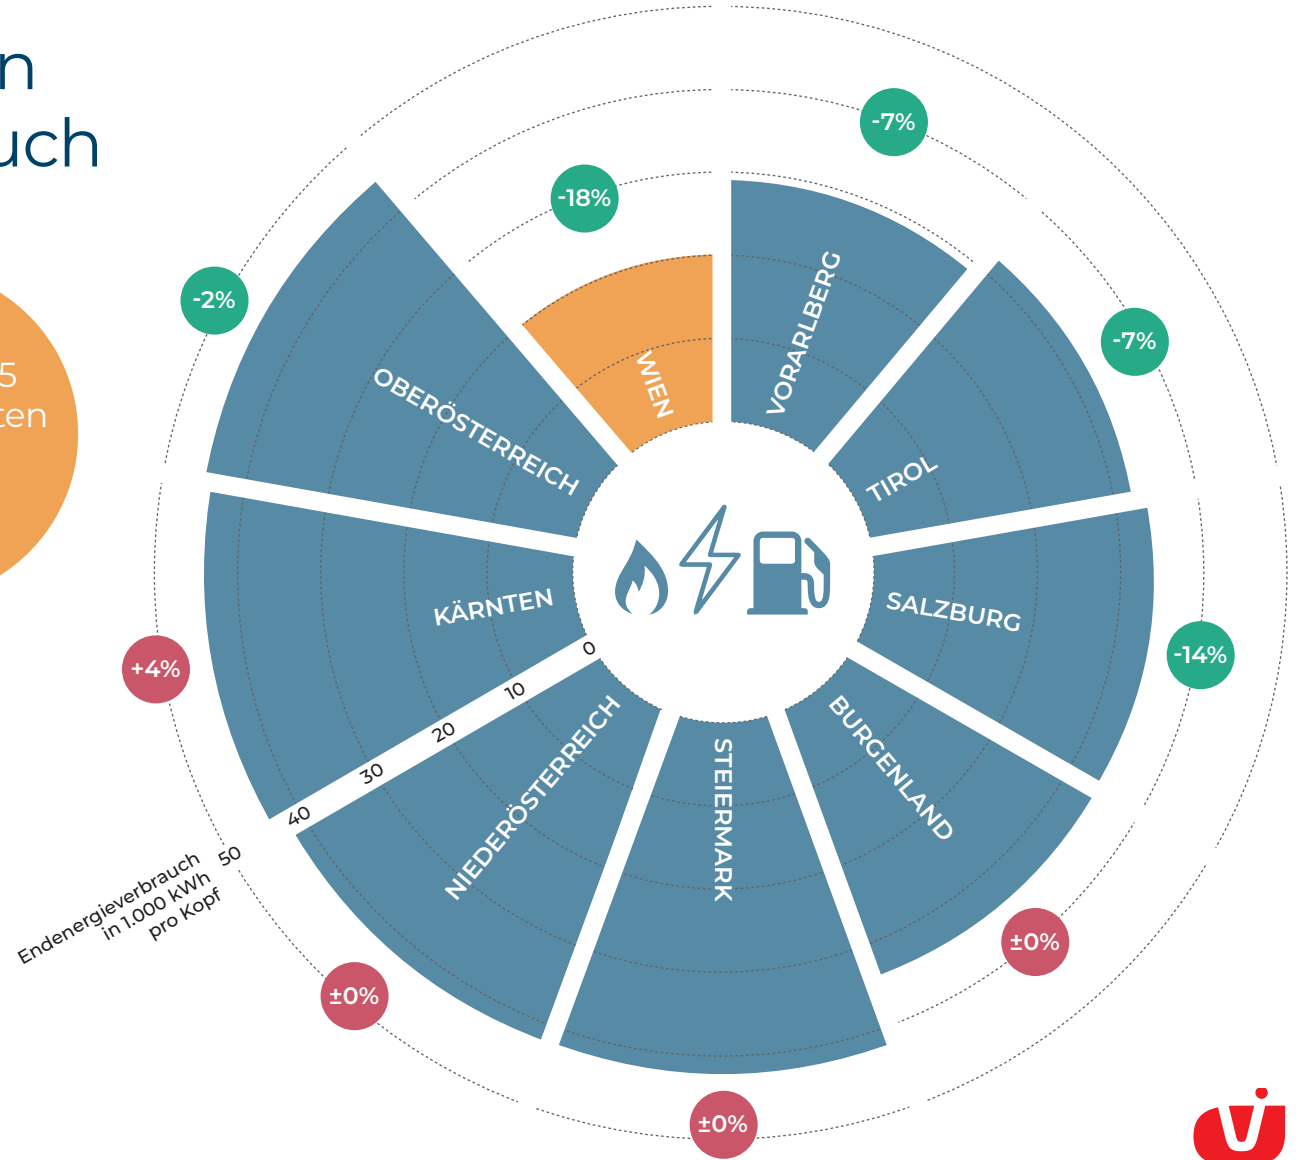 n
uch
5
ten
-7%
-18%
-7%
-2%
VORARLBERG
WIEN
OBERÖSTERREICH
TIROL
SALZBURG
-14%
KÄRNTEN
+4%
0
10
20
30
40
50
Endenergieverbrauch
in 1.000 kWh
pro Kopf
NIEDERÖSTERREICH
STEIERMARK
BURGENLAND
±0%
±0%
±0%